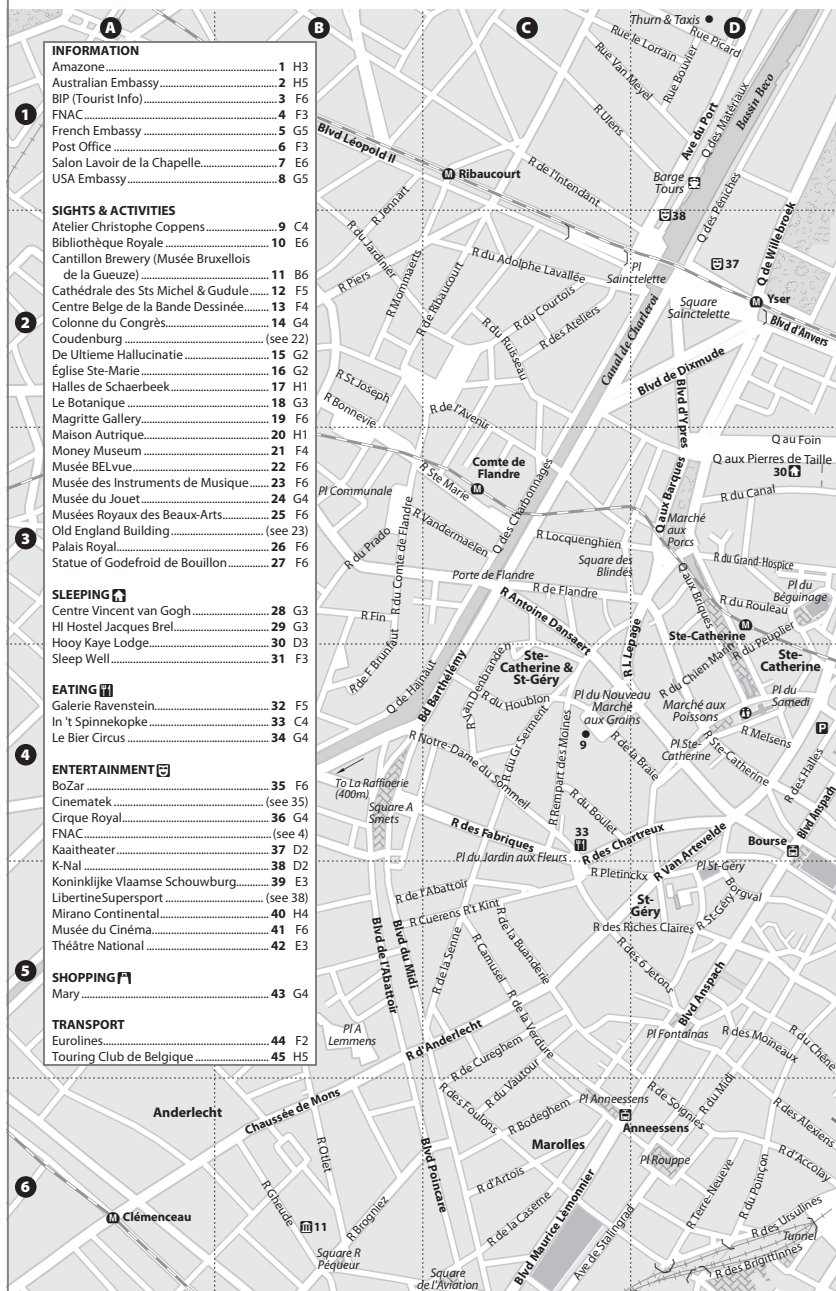 A
B
C
D
1
2
3
4
5
6
INFORMATION
Amazone 1 H3
Australian Embassy 2 H5
BIP (Tourist Info) 3 F6
FNAC 4 F3
French Embassy 5 G5
Post Office 6 F3
Salon Lavoir de la Chapelle 7 E6
USA Embassy 8 G5
SIGHTS & ACTIVITIES
Atelier Christophe Coppens 9 C4
Bibliothèque Royale 10 E6
Cantillon Brewery (Musée Bruxellois
de la Gueuze) 11 B6
Cathédrale des Sts Michel & Gudule 12 F5
Centre Belge de la Bande Dessinée 13 F4
Colonne du Congrès 14 G4
Coudenburg (see 22)
De Ultieme Hallucinatie 15 G2
Église Ste-Marie 16 G2
Halles de Schaerbeek 17 H1
Le Botanique 18 G3
Magritte Gallery 19 F6
Maison Autrique 20 H1
Money Museum 21 F4
Musée BELvue 22 F6
Musée des Instruments de Musique 23 F6
Musée du Jouet 24 G4
Musées Royaux des Beaux-Arts 25 F6
Old England Building (see 23)
Palais Royal 26 F6
Statue of Godefroid de Bouillon 27 F6
SLEEPING
Centre Vincent van Gogh 28 G3
HI Hostel Jacques Brel 29 G3
Hooy Kaye Lodge 30 D3
Sleep Well 31 F3
EATING
Galerie Ravenstein 32 F5
In 't Spinnekopke 33 C4
Le Bier Circus 34 G4
ENTERTAINMENT
BoZar 35 F6
Cinematek (see 35)
Cirque Royal 36 G4
FNAC (see 4)
Kaaitheater 37 D2
K-Nal 38 D2
Koninklijke Vlaamse Schouwburg 39 E3
LibertineSupersport (see 38)
Mirano Continental 40 H4
Musée du Cinéma 41 F6
Théâtre National 42 E3
SHOPPING
Mary 43 G4
TRANSPORT
Eurolines 44 F2
Touring Club de Belgique 45 H5
Thurn & Taxis
Rue le Lorrain
Rue Picard
Rue Van Meyel
Rue Bouvier
R Ulens
Ave du Port
Q des Matériaux
Bassin Beco
Blvd Léopold II
M Ribaucourt
R de l'Intendant
Barge
Tours
38
Q des Péniches
Q de Willebroek
R Jennart
R du Jardinier
R Piers
R Mommaerts
R de Ribaucourt
R du Adolphe Lavallée
Pl
Sainctelette
37
Square
Sainctelette
M Yser
Blvd d'Anvers
R du Courtois
R des Ateliers
R du Ruisseau
Canal de Charleroi
Blvd de Dixmude
Blvd d'Ypres
R St Joseph
R Bonnevie
R de l'Avenir
Q au Foin
Q aux Pierres de Taille
30
R du Canal
Comte de
Flandre
M
R Ste Marie
Pl Communale
R Vandermaelen
Q des Charbonnages
Q aux Barques
Marché
aux
Porcs
R du Prado
R du Comte de Flandre
R Locquenghien
Square des
Blindés
R du Grand-Hospice
Porte de Flandre
R de Flandre
Q aux Briques
Pl du
Béguinage
R du Rouleau
R Fin
R Antoine Dansaert
R L Lepage
Ste-Catherine
M
R du Peuplier
Ste-
Catherine
R de F Brunfaut
Q de Hainaut
Bd Barthélémy
R Van Denbranden
Ste-
Catherine &
St-Géry
R du Houblon
R du Chien Marin
Pl du Nouveau
Marché
aux Grains
9
Marché aux
Poissons
Pl du
Samedi
P
R Melsens
R Notre-Dame du Sommeil
R du Gr Serment
R Rempart des Moines
R de la Braie
Pl Ste-
Catherine
R Ste-Catherine
R des Halles
To La Raffinerie
(400m)
Square A
Smets
R du Boulet
R des Fabriques
33
R des Chartreux
Pl du Jardin aux Fleurs
R Van Artevelde
Bourse
Blvd Anspach
R Pletinckx
Pl St-Géry
Borgval
St-
Géry
R St-Géry
R de l'Abattoir
R Cuerens R't Kint
R des Riches Claires
Blvd de l'Abattoir
Blvd du Midi
R de la Senne
R Camusel
R de la Buanderie
R des 6 Jetons
Blvd Anspach
R de la Verdure
Pl A
Lemmens
R d'Anderlecht
Pl Fontainas
R des Moineaux
R du Chêne
R de Cureghem
R du Vautour
Pl Anneessens
R de Soignies
R du Midi
Anderlecht
Chaussée de Mons
R des Foulons
R Bodeghem
Anneessens
R des Alexiens
R Otlet
Blvd Poincare
Marolles
Pl Rouppe
R d'Accolay
R Gheude
R d'Artois
R Terre-Neuve
R du Poinçon
M Clémenceau
11
R Brogniez
R de la Caserne
Blvd Maurice Lemonnier
Ave de Stalingrad
R des Ursulines
Tunnel
Square R
Péqueur
Square
de l'Aviation
R des Brigittinnes